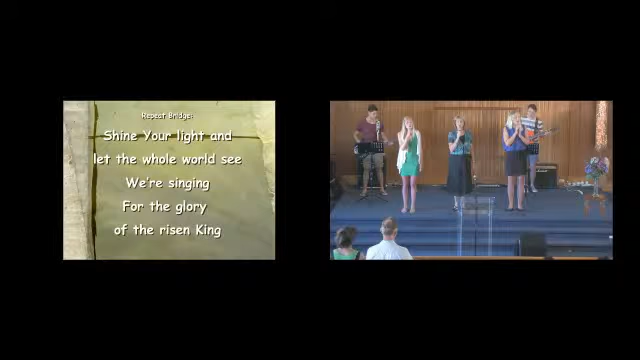 Repeat Bridge:
Shine Your light and
let the whole world see
We're singing
For the glory
of the risen King